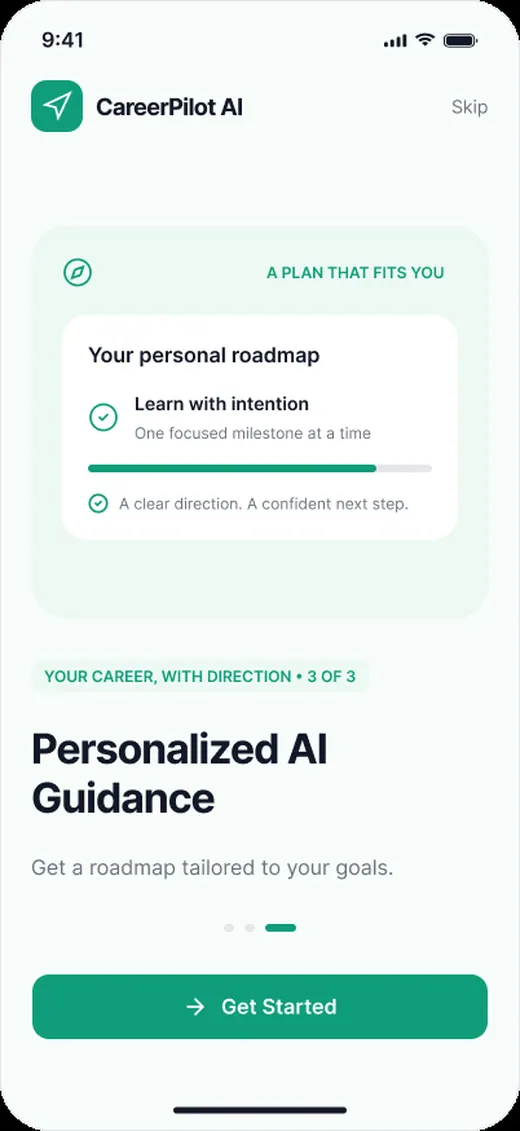 9:41
CareerPilot AI
Skip
A PLAN THAT FITS YOU
Your personal roadmap
Learn with intention
One focused milestone at a time
A clear direction. A confident next step.
YOUR CAREER, WITH DIRECTION • 3 OF 3
Personalized AI
Guidance
Get a roadmap tailored to your goals.
Get Started